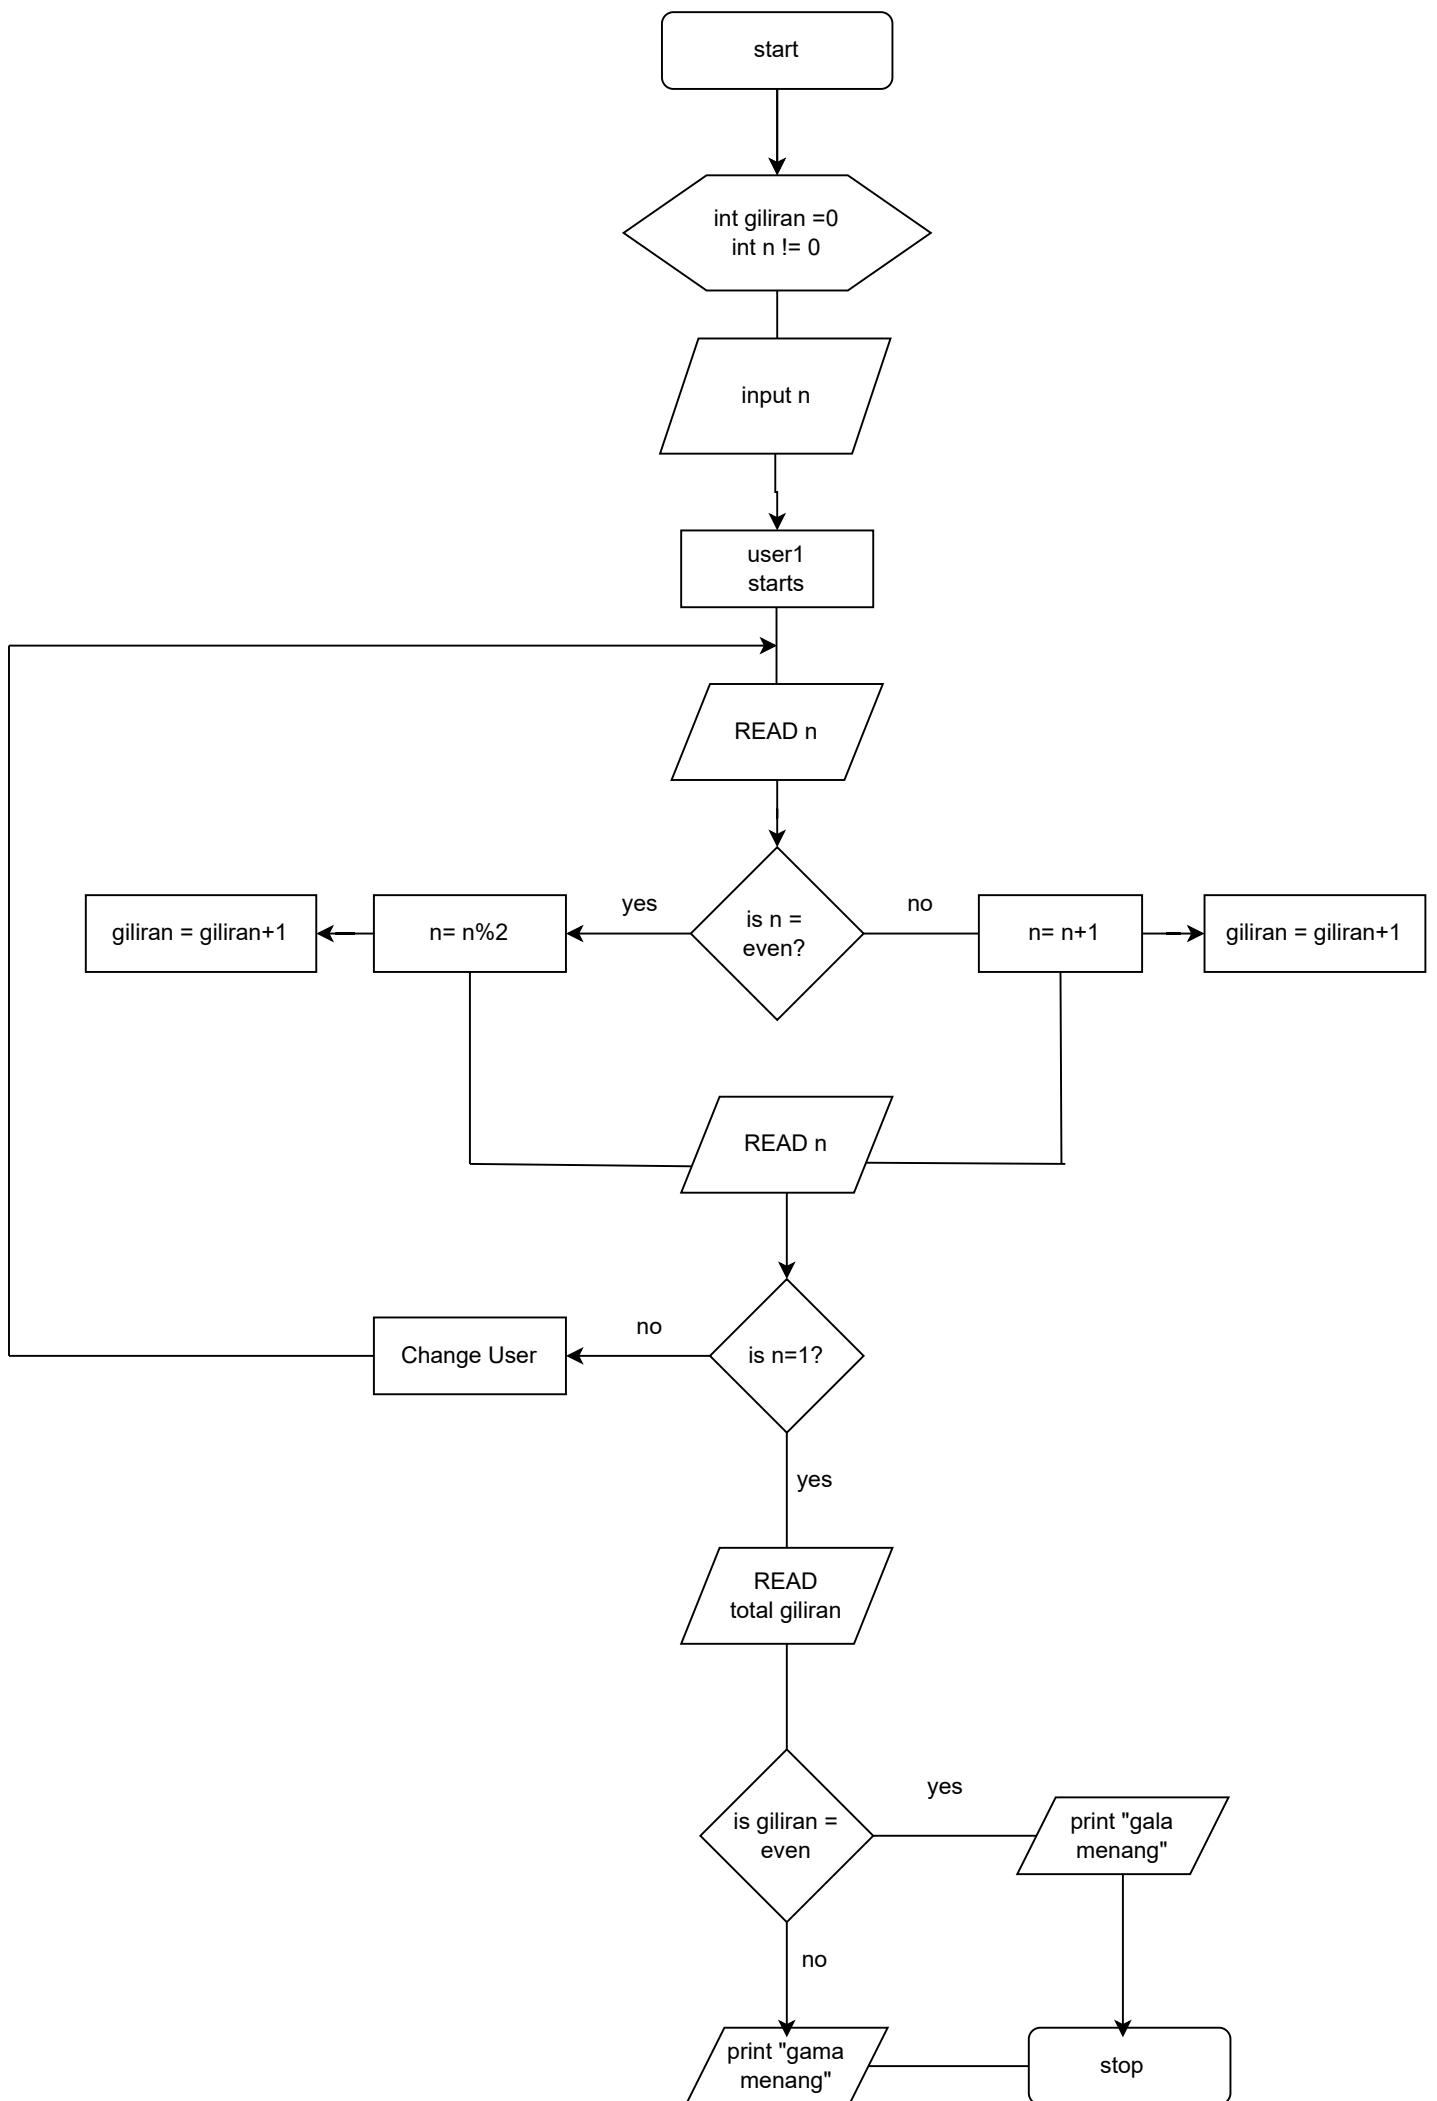 start
int giliran =0
int n != 0
input n
user1
starts
READ n
is n =
even?
yes
no
n= n%2
giliran = giliran+1
n= n+1
giliran = giliran+1
READ n
is n=1?
no
Change User
yes
READ
total giliran
is giliran =
even
yes
print "gala
menang"
no
print "gama
menang"
stop